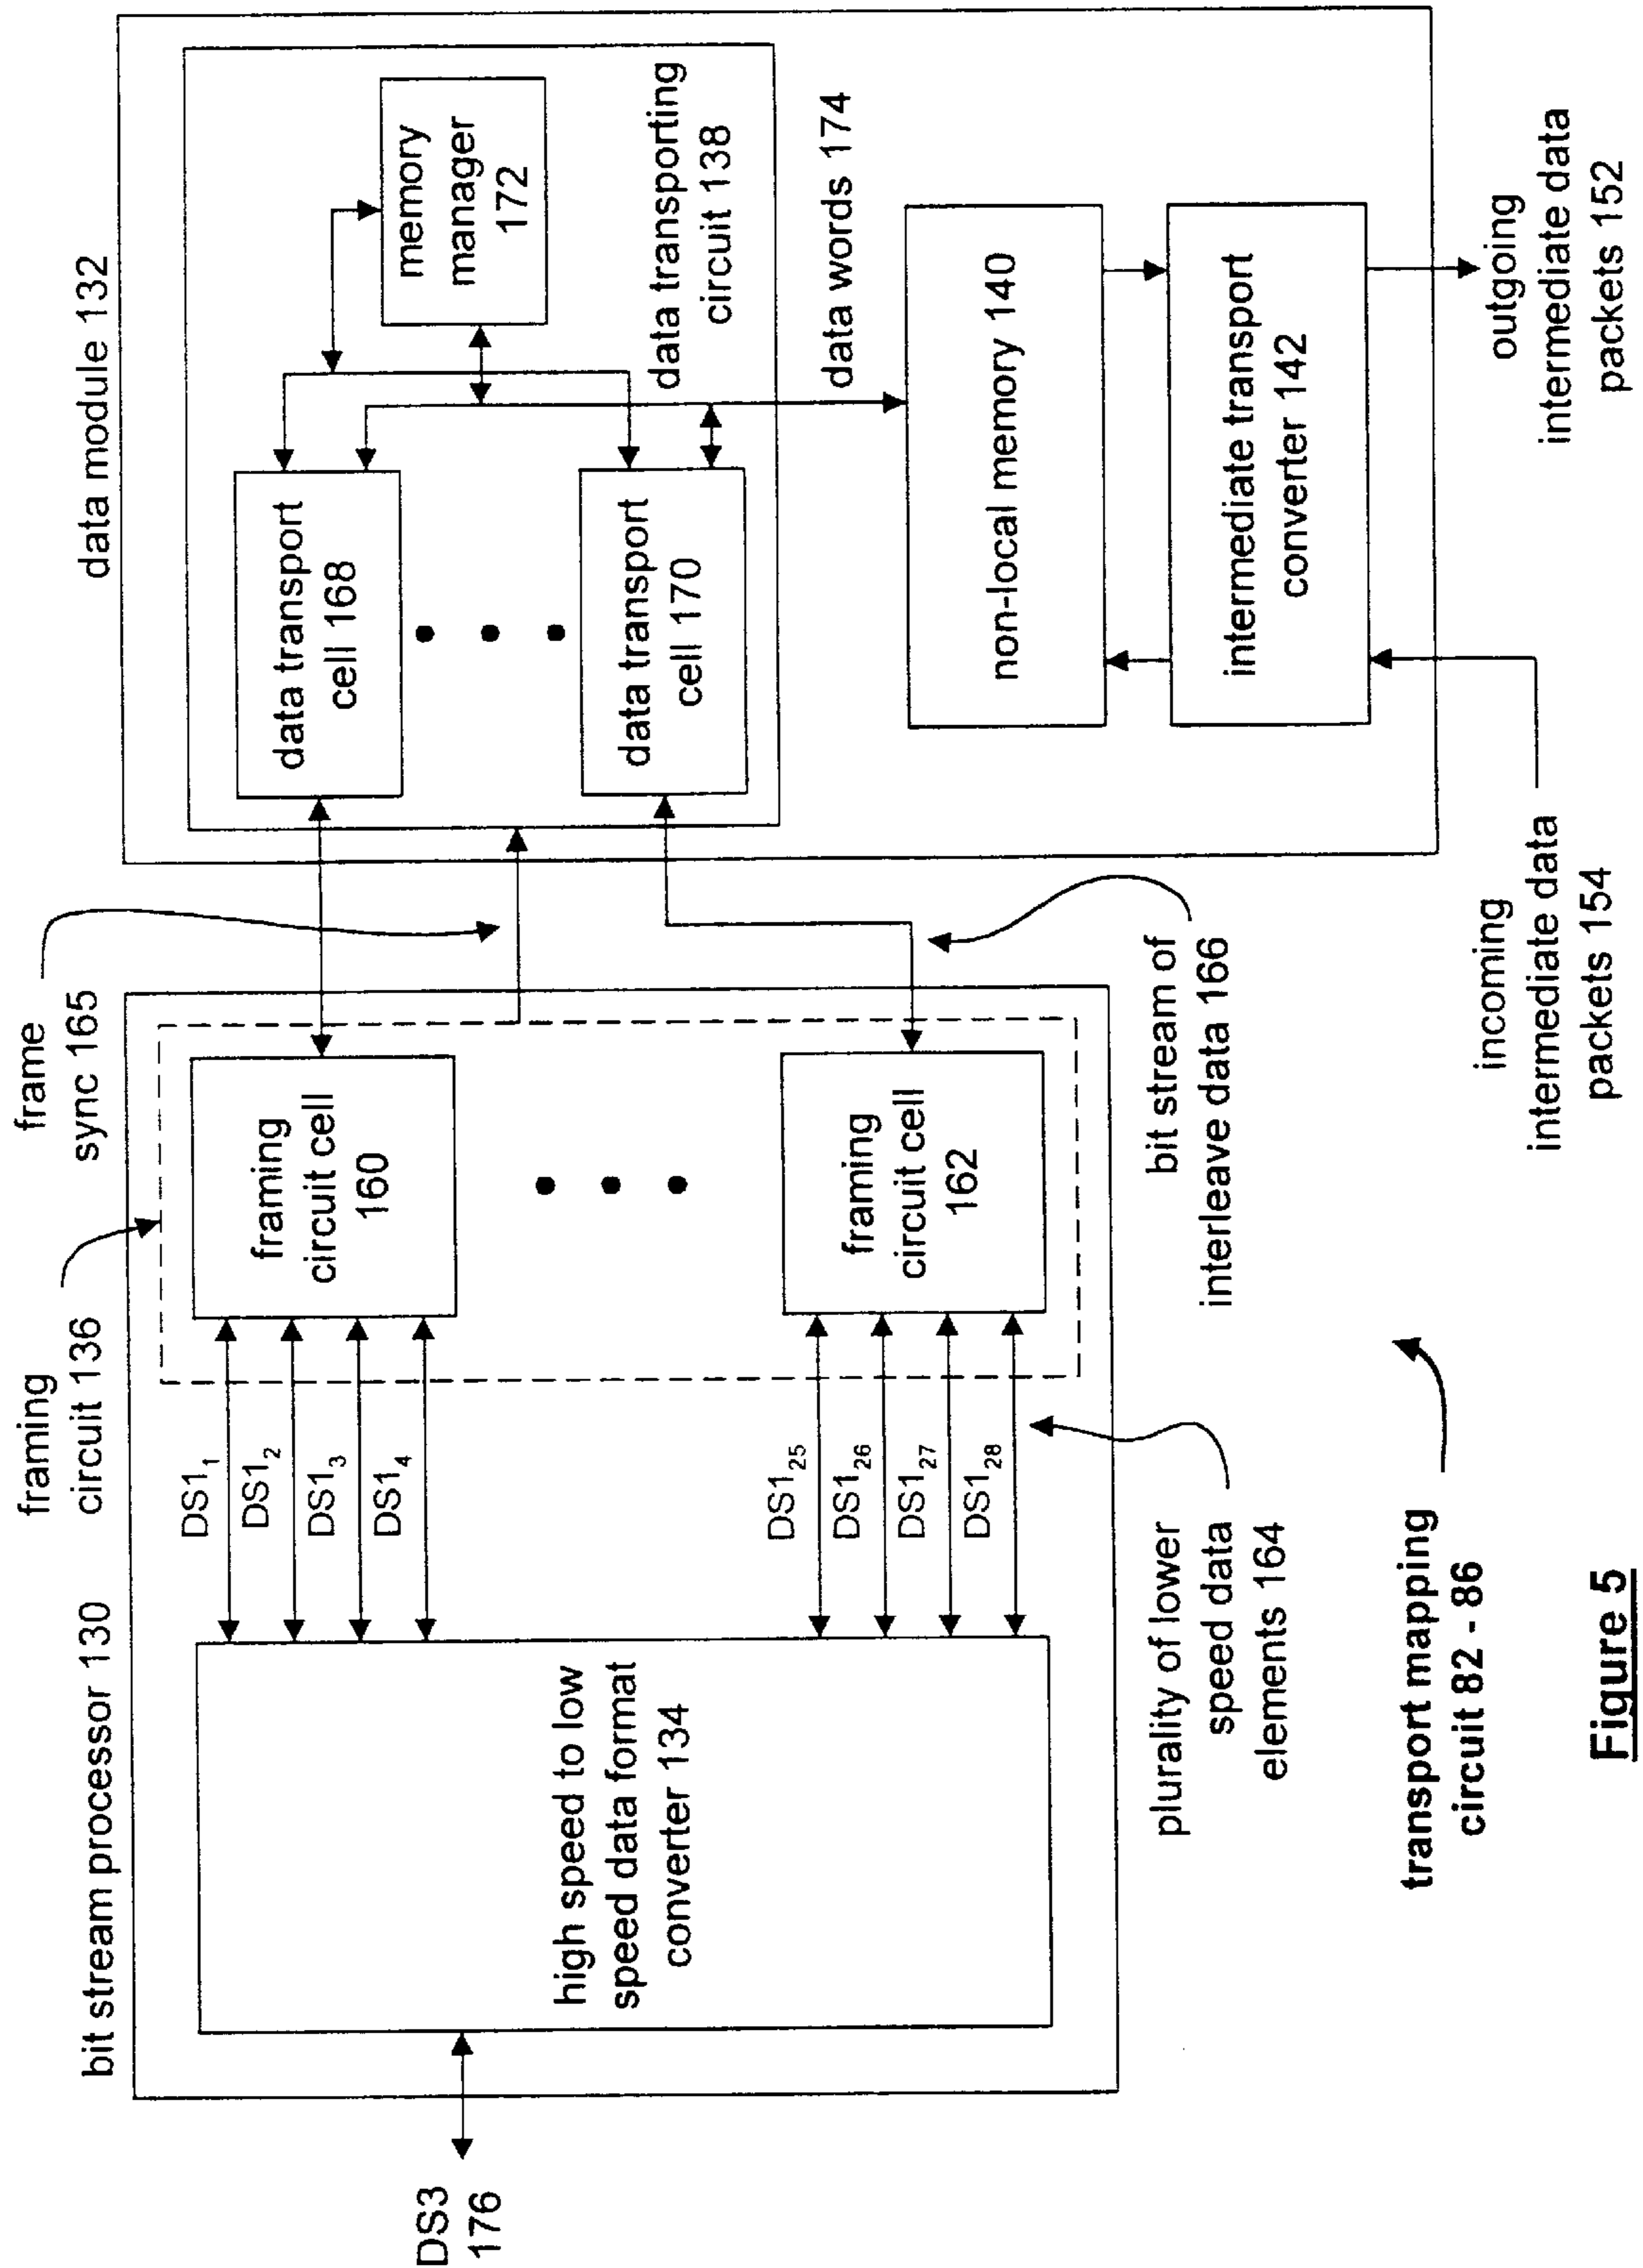 data module 132
memory
manager
172
data transport
cell 168
data transport
cell 170
data transporting
circuit 138
data words 174
non-local memory 140
intermediate transport
converter 142
outgoing
intermediate data
packets 152
incoming
intermediate data
packets 154
frame
sync 165
bit stream of
interleave data 166
framing
circuit 136
framing
circuit cell
160
framing
circuit cell
162
bit stream processor 130
DS1₁
DS1₂
DS1₃
DS1₄
DS1₂₅
DS1₂₆
DS1₂₇
DS1₂₈
high speed to low
speed data format
converter 134
plurality of lower
speed data
elements 164
DS3
176
transport mapping
circuit 82 - 86
Figure 5